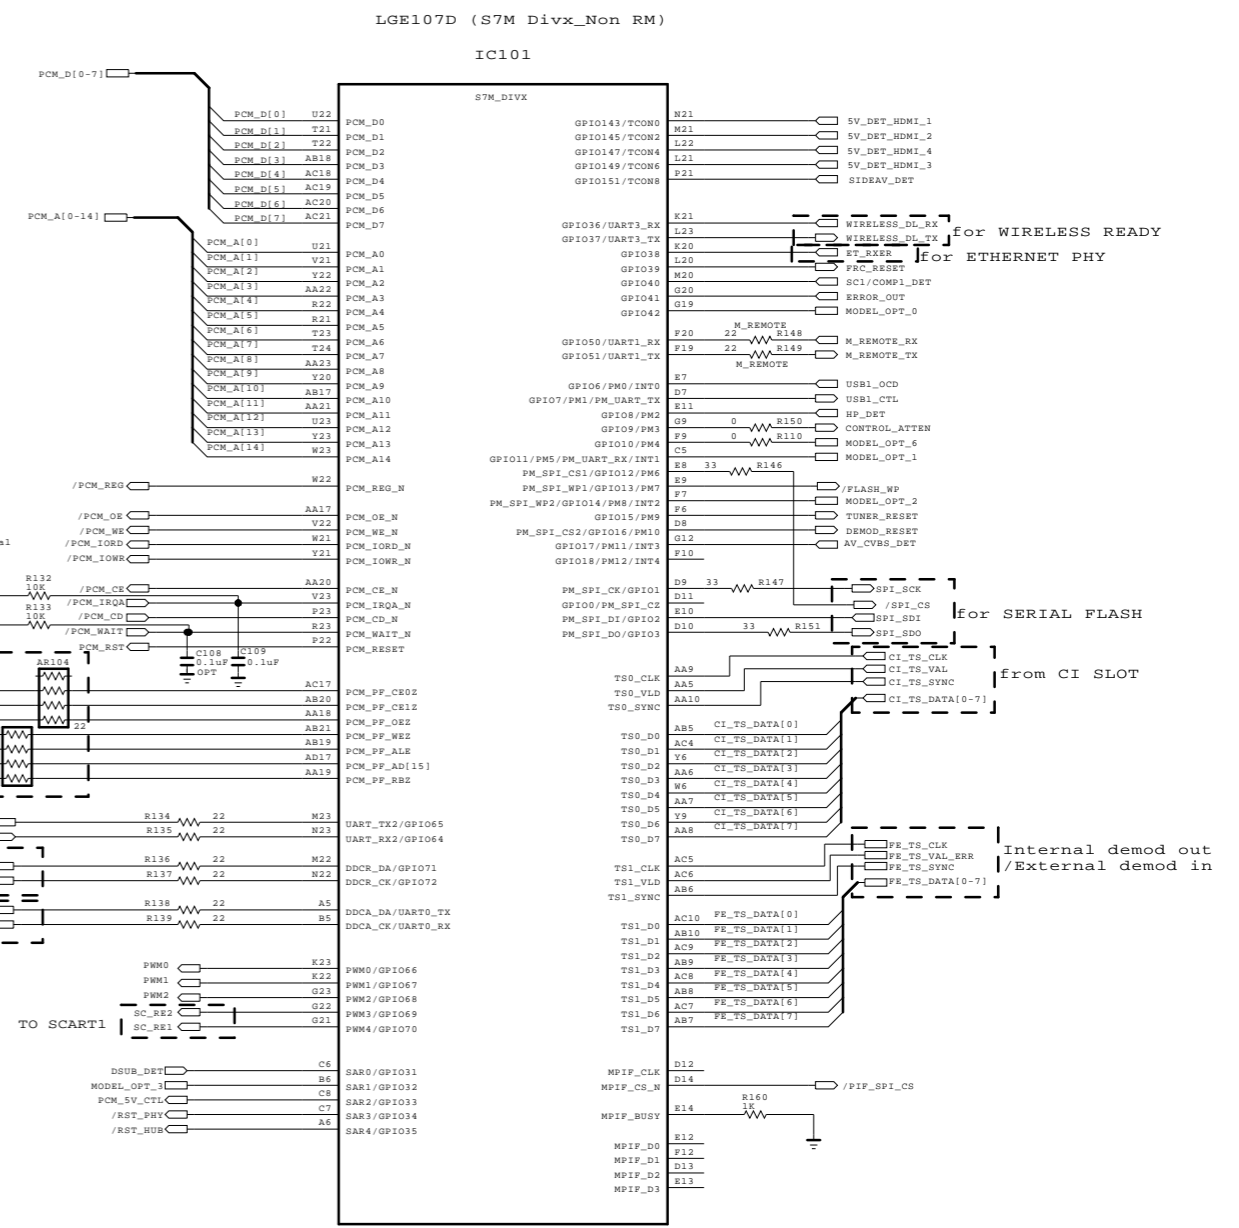 LGE107D (S7M Divx_Non RM)
IC101
S7M_DIVX
PCM_D[0-7]
PCM_D[0] U22 PCM_D0
PCM_D[1] T21 PCM_D1
PCM_D[2] T22 PCM_D2
PCM_D[3] AB18 PCM_D3
PCM_D[4] AC18 PCM_D4
PCM_D[5] AC19 PCM_D5
PCM_D[6] AC20 PCM_D6
PCM_D[7] AC21 PCM_D7
PCM_A[0-14]
PCM_A[0] U21 PCM_A0
PCM_A[1] V21 PCM_A1
PCM_A[2] Y22 PCM_A2
PCM_A[3] AA22 PCM_A3
PCM_A[4] R22 PCM_A4
PCM_A[5] R21 PCM_A5
PCM_A[6] T23 PCM_A6
PCM_A[7] T24 PCM_A7
PCM_A[8] AA23 PCM_A8
PCM_A[9] Y20 PCM_A9
PCM_A[10] AB17 PCM_A10
PCM_A[11] AA21 PCM_A11
PCM_A[12] U23 PCM_A12
PCM_A[13] Y23 PCM_A13
PCM_A[14] W23 PCM_A14
/PCM_REG W22 PCM_REG_N
/PCM_OE AA17 PCM_OE_N
/PCM_WE V22 PCM_WE_N
/PCM_IORD W21 PCM_IORD_N
/PCM_IOWR Y21 PCM_IOWR_N
R132
10K
/PCM_CE AA20 PCM_CE_N
/PCM_IRQA V23 PCM_IRQA_N
R133
10K
/PCM_CD P23 PCM_CD_N
/PCM_WAIT R23 PCM_WAIT_N
PCM_RST P22 PCM_RESET
C108
0.1uF
OPT
C109
0.1uF
AR104
22
AC17 PCM_PF_CE0Z
AB20 PCM_PF_CE1Z
AA18 PCM_PF_OEZ
AB21 PCM_PF_WEZ
AB19 PCM_PF_ALE
AD17 PCM_PF_AD[15]
AA19 PCM_PF_RBZ
R134 22 M23 UART_TX2/GPIO65
R135 22 N23 UART_RX2/GPIO64
R136 22 M22 DDCR_DA/GPIO71
R137 22 N22 DDCR_CK/GPIO72
R138 22 A5 DDCA_DA/UART0_TX
R139 22 B5 DDCA_CK/UART0_RX
PWM0 K23 PWM0/GPIO66
PWM1 K22 PWM1/GPIO67
PWM2 G23 PWM2/GPIO68
SC_RE2 G22 PWM3/GPIO69
TO SCART1
SC_RE1 G21 PWM4/GPIO70
DSUB_DET C6 SAR0/GPIO31
MODEL_OPT_3 B6 SAR1/GPIO32
PCM_5V_CTL C8 SAR2/GPIO33
/RST_PHY C7 SAR3/GPIO34
/RST_HUB A6 SAR4/GPIO35
GPIO143/TCON0 N21 5V_DET_HDMI_1
GPIO145/TCON2 M21 5V_DET_HDMI_2
GPIO147/TCON4 L22 5V_DET_HDMI_4
GPIO149/TCON6 L21 5V_DET_HDMI_3
GPIO151/TCON8 P21 SIDEAV_DET
GPIO36/UART3_RX K21 WIRELESS_DL_RX
GPIO37/UART3_TX L23 WIRELESS_DL_TX
for WIRELESS READY
GPIO38 K20 ET_RXER
for ETHERNET PHY
GPIO39 L20 FRC_RESET
GPIO40 M20 SC1/COMP1_DET
GPIO41 G20 ERROR_OUT
GPIO42 G19 MODEL_OPT_0
M_REMOTE
GPIO50/UART1_RX F20 22 R148 M_REMOTE_RX
GPIO51/UART1_TX F19 22 R149 M_REMOTE_TX
M_REMOTE
GPIO6/PM0/INT0 E7 USB1_OCD
GPIO7/PM1/PM_UART_TX D7 USB1_CTL
GPIO8/PM2 E11 HP_DET
GPIO9/PM3 G9 0 R150 CONTROL_ATTEN
GPIO10/PM4 F9 0 R110 MODEL_OPT_6
GPIO11/PM5/PM_UART_RX/INT1 C5 MODEL_OPT_1
PM_SPI_CS1/GPIO12/PM6 E8 33 R146
PM_SPI_WP1/GPIO13/PM7 E9 /FLASH_WP
PM_SPI_WP2/GPIO14/PM8/INT2 F7 MODEL_OPT_2
GPIO15/PM9 F6 TUNER_RESET
PM_SPI_CS2/GPIO16/PM10 D8 DEMOD_RESET
GPIO17/PM11/INT3 G12 AV_CVBS_DET
GPIO18/PM12/INT4 F10
PM_SPI_CK/GPIO1 D9 33 R147 SPI_SCK
GPIO0/PM_SPI_CZ D11 /SPI_CS
for SERIAL FLASH
PM_SPI_DI/GPIO2 E10 SPI_SDI
PM_SPI_DO/GPIO3 D10 33 R151 SPI_SDO
TS0_CLK AA9 CI_TS_CLK
TS0_VLD AA5 CI_TS_VAL
TS0_SYNC AA10 CI_TS_SYNC
from CI SLOT
CI_TS_DATA[0-7]
TS0_D0 AB5 CI_TS_DATA[0]
TS0_D1 AC4 CI_TS_DATA[1]
TS0_D2 Y6 CI_TS_DATA[2]
TS0_D3 AA6 CI_TS_DATA[3]
TS0_D4 W6 CI_TS_DATA[4]
TS0_D5 AA7 CI_TS_DATA[5]
TS0_D6 Y9 CI_TS_DATA[6]
TS0_D7 AA8 CI_TS_DATA[7]
TS1_CLK AC5 FE_TS_CLK
TS1_VLD AC6 FE_TS_VAL_ERR
TS1_SYNC AB6 FE_TS_SYNC
FE_TS_DATA[0-7]
Internal demod out
/External demod in
TS1_D0 AC10 FE_TS_DATA[0]
TS1_D1 AB10 FE_TS_DATA[1]
TS1_D2 AC9 FE_TS_DATA[2]
TS1_D3 AB9 FE_TS_DATA[3]
TS1_D4 AC8 FE_TS_DATA[4]
TS1_D5 AB8 FE_TS_DATA[5]
TS1_D6 AC7 FE_TS_DATA[6]
TS1_D7 AB7 FE_TS_DATA[7]
MPIF_CLK D12
MPIF_CS_N D14 /PIF_SPI_CS
R160
1K
MPIF_BUSY E14
MPIF_D0 E12
MPIF_D1 F12
MPIF_D2 D13
MPIF_D3 E13